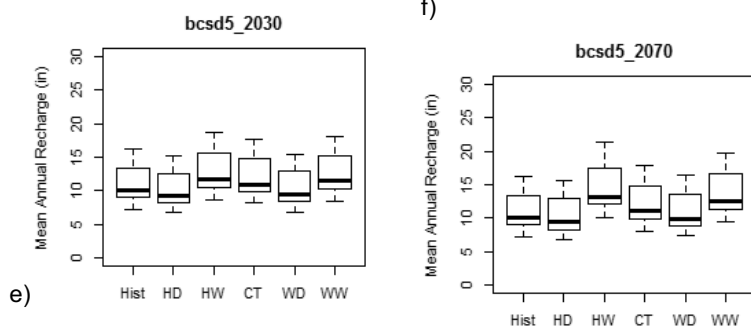 f)
bcsd5_2030
Mean Annual Recharge (in)
30
25
20
15
10
5
0
Hist HD HW CT WD WW
e)
bcsd5_2070
Mean Annual Recharge (in)
30
25
20
15
10
5
0
Hist HD HW CT WD WW